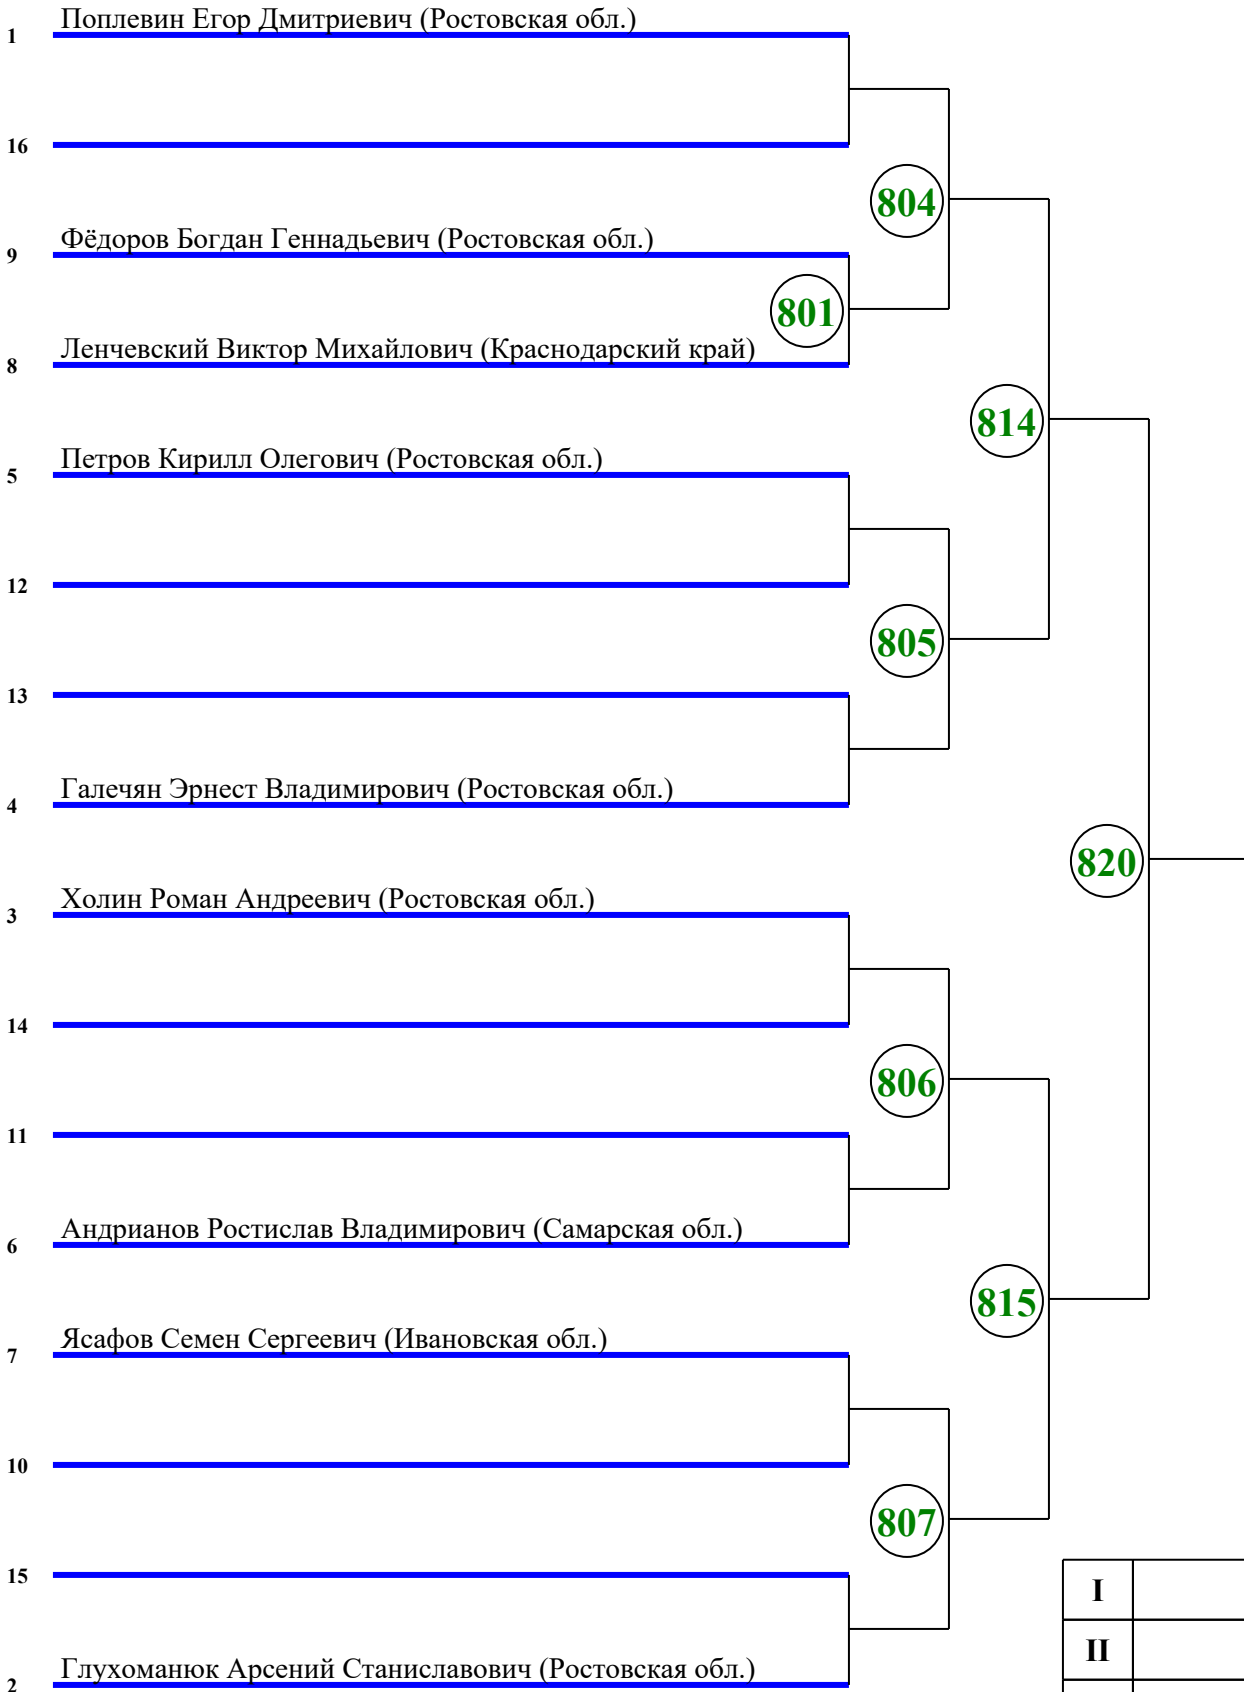 Поплевин Егор Дмитриевич (Ростовская обл.)
1
16
804
Фёдоров Богдан Геннадьевич (Ростовская обл.)
9
801
Ленчевский Виктор Михайлович (Краснодарский край)
8
814
Петров Кирилл Олегович (Ростовская обл.)
5
12
805
13
Галечян Эрнест Владимирович (Ростовская обл.)
4
820
Холин Роман Андреевич (Ростовская обл.)
3
14
806
11
Андрианов Ростислав Владимирович (Самарская обл.)
6
815
Ясафов Семен Сергеевич (Ивановская обл.)
7
10
807
15
I
II
Глухоманюк Арсений Станиславович (Ростовская обл.)
2